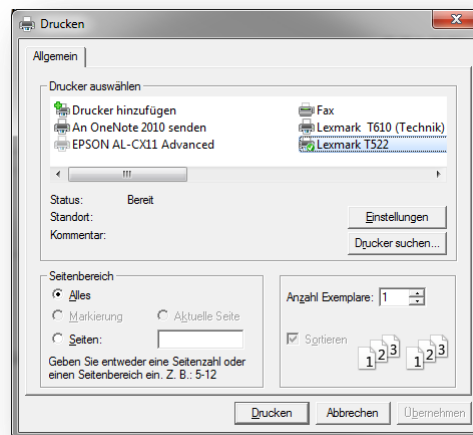 Drucken
Allgemein
Drucker auswählen
Drucker hinzufügen
Fax
An OneNote 2010 senden
Lexmark T610 (Technik)
EPSON AL-CX11 Advanced
Lexmark T522
Status: Bereit
Standort:
Einstellungen
Kommentar:
Drucker suchen...
Seitenbereich
Alles
Anzahl Exemplare: 1
Markierung Aktuelle Seite
Seiten:
Sortieren
1 2 3 1 2 3
Geben Sie entweder eine Seitenzahl oder
einen Seitenbereich ein. Z. B.: 5-12
Drucken Abbrechen Übernehmen